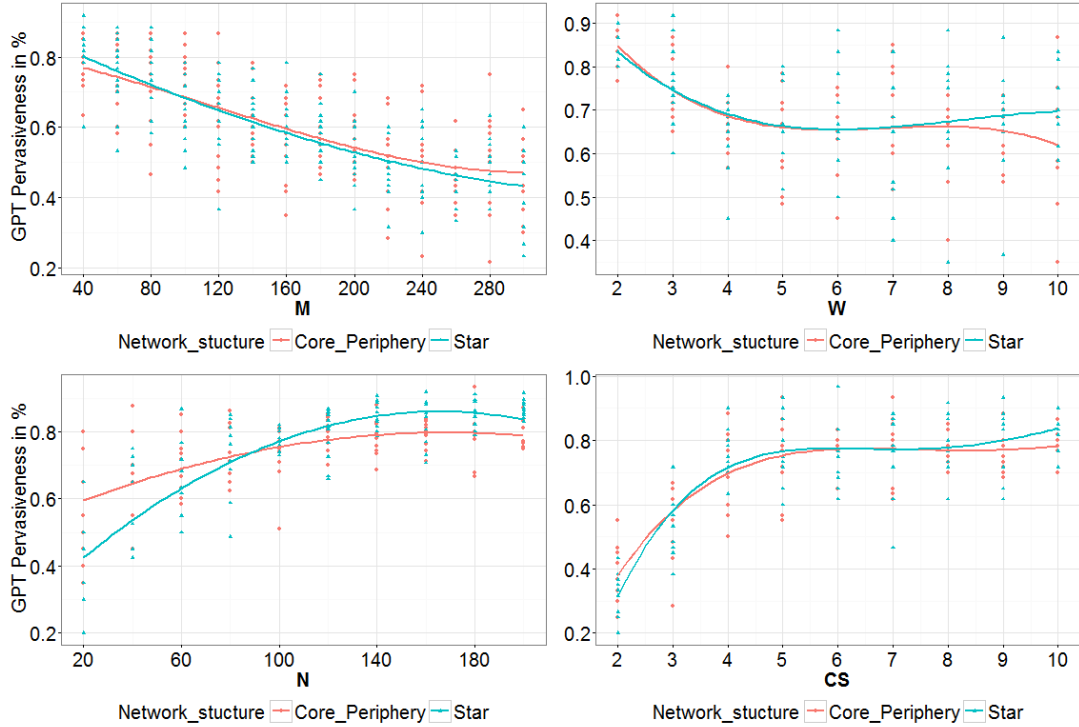 GPT Pervasiveness in %
0.8
0.6
0.4
0.2
40 80 120 160 200 240 280
M
Network_stucture Core_Periphery Star
0.9
0.8
0.7
0.6
0.5
0.4
2 3 4 5 6 7 8 9 10
W
Network_stucture Core_Periphery Star
GPT Pervasiveness in %
0.8
0.6
0.4
0.2
20 60 100 140 180
N
Network_stucture Core_Periphery Star
1.0
0.8
0.6
0.4
0.2
2 3 4 5 6 7 8 9 10
CS
Network_stucture Core_Periphery Star